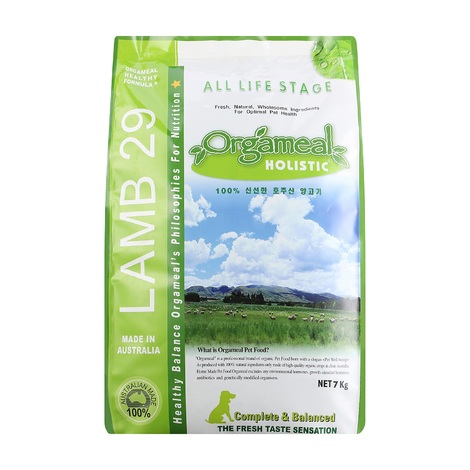 ORGAMEAL
HEALTHY
FORMULA
LAMB 29
MADE IN
AUSTRALIA
AUSTRALIAN MADE
100%
Healthy Balance Orgameal's Philosophies For Nutrition
ALL LIFE STAGE
Fresh, Natural, Wholesome Ingredients
For Optimal Pet Health
Orgameal
HOLISTIC
100% 신선한 호주산 양고기
What is Orgameal Pet Food?
NET 7 Kg
Complete & Balanced
THE FRESH TASTE SENSATION